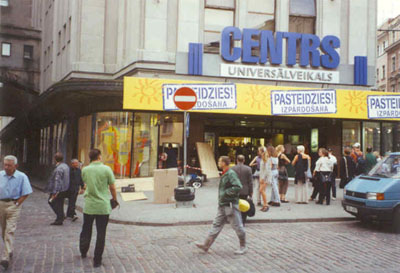 CENTRS
UNIVERSĀLVEIKALS
PASTEIDZIES!
IZPĀRDOŠANA
PASTEIDZIES!
IZPĀRDOŠANA
PASTEIDZIES!
IZPĀRDOŠANA